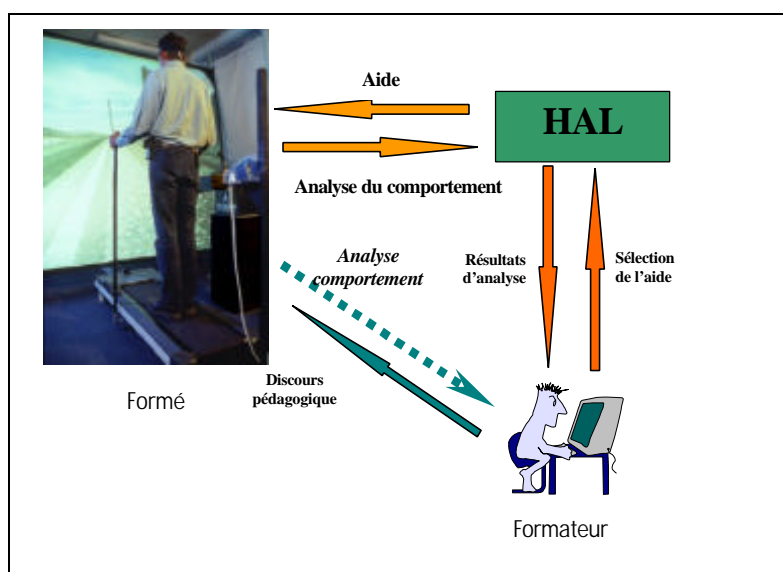 Aide
HAL
Analyse du comportement
Analyse
comportement
Résultats
d'analyse
Sélection
de l'aide
Discours
pédagogique
Formé
Formateur